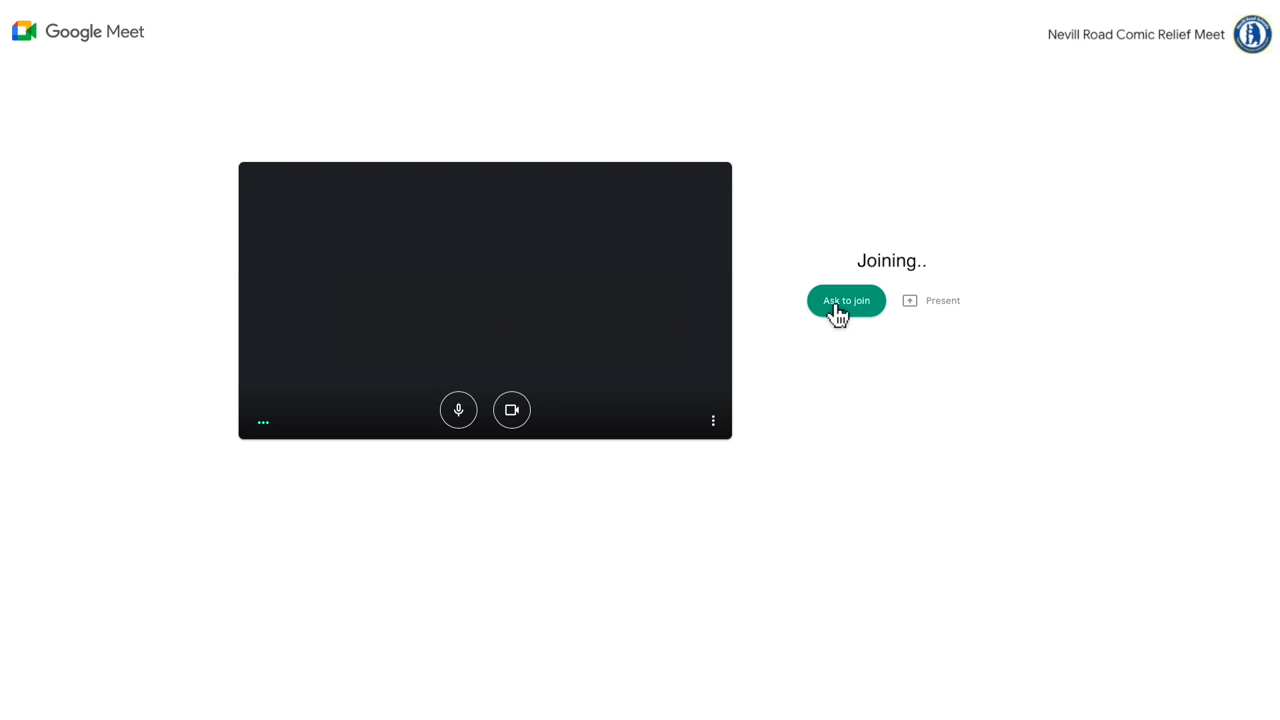 Google Meet
Nevill Road Comic Relief Meet
Joining..
Ask to join
Present